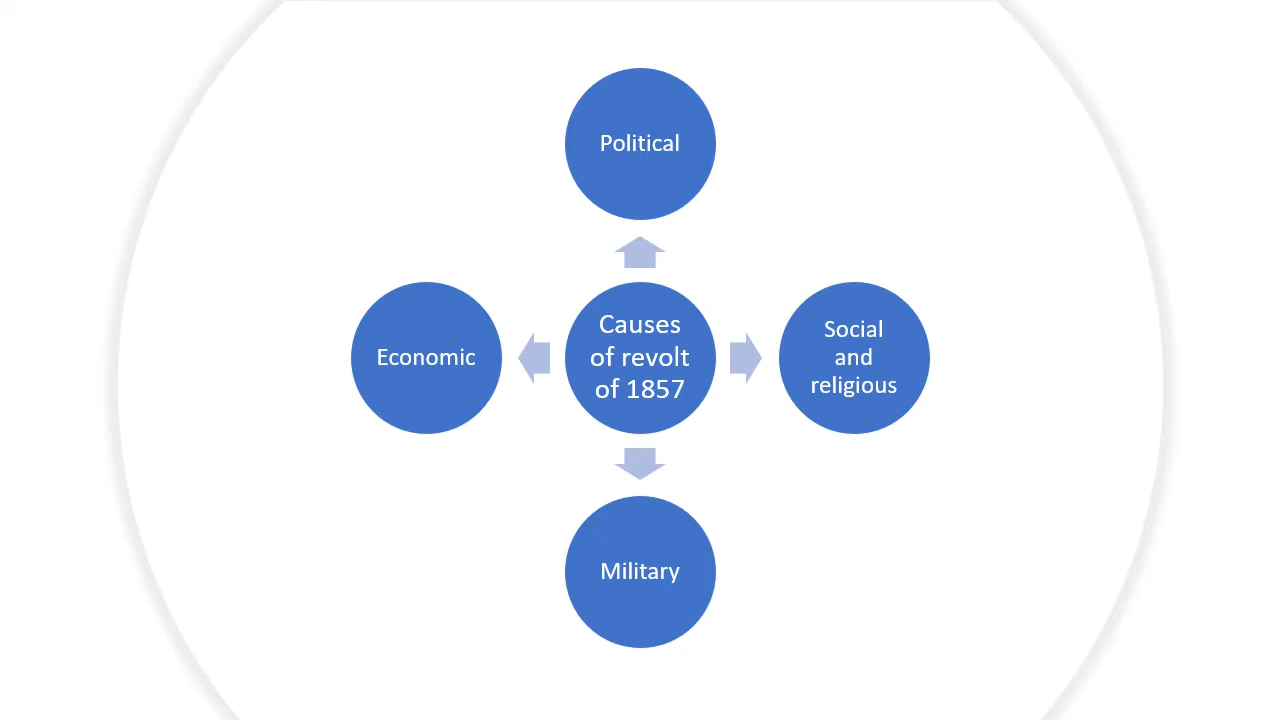 Political
Economic
Causes
of revolt
of 1857
Social
and
religious
Military